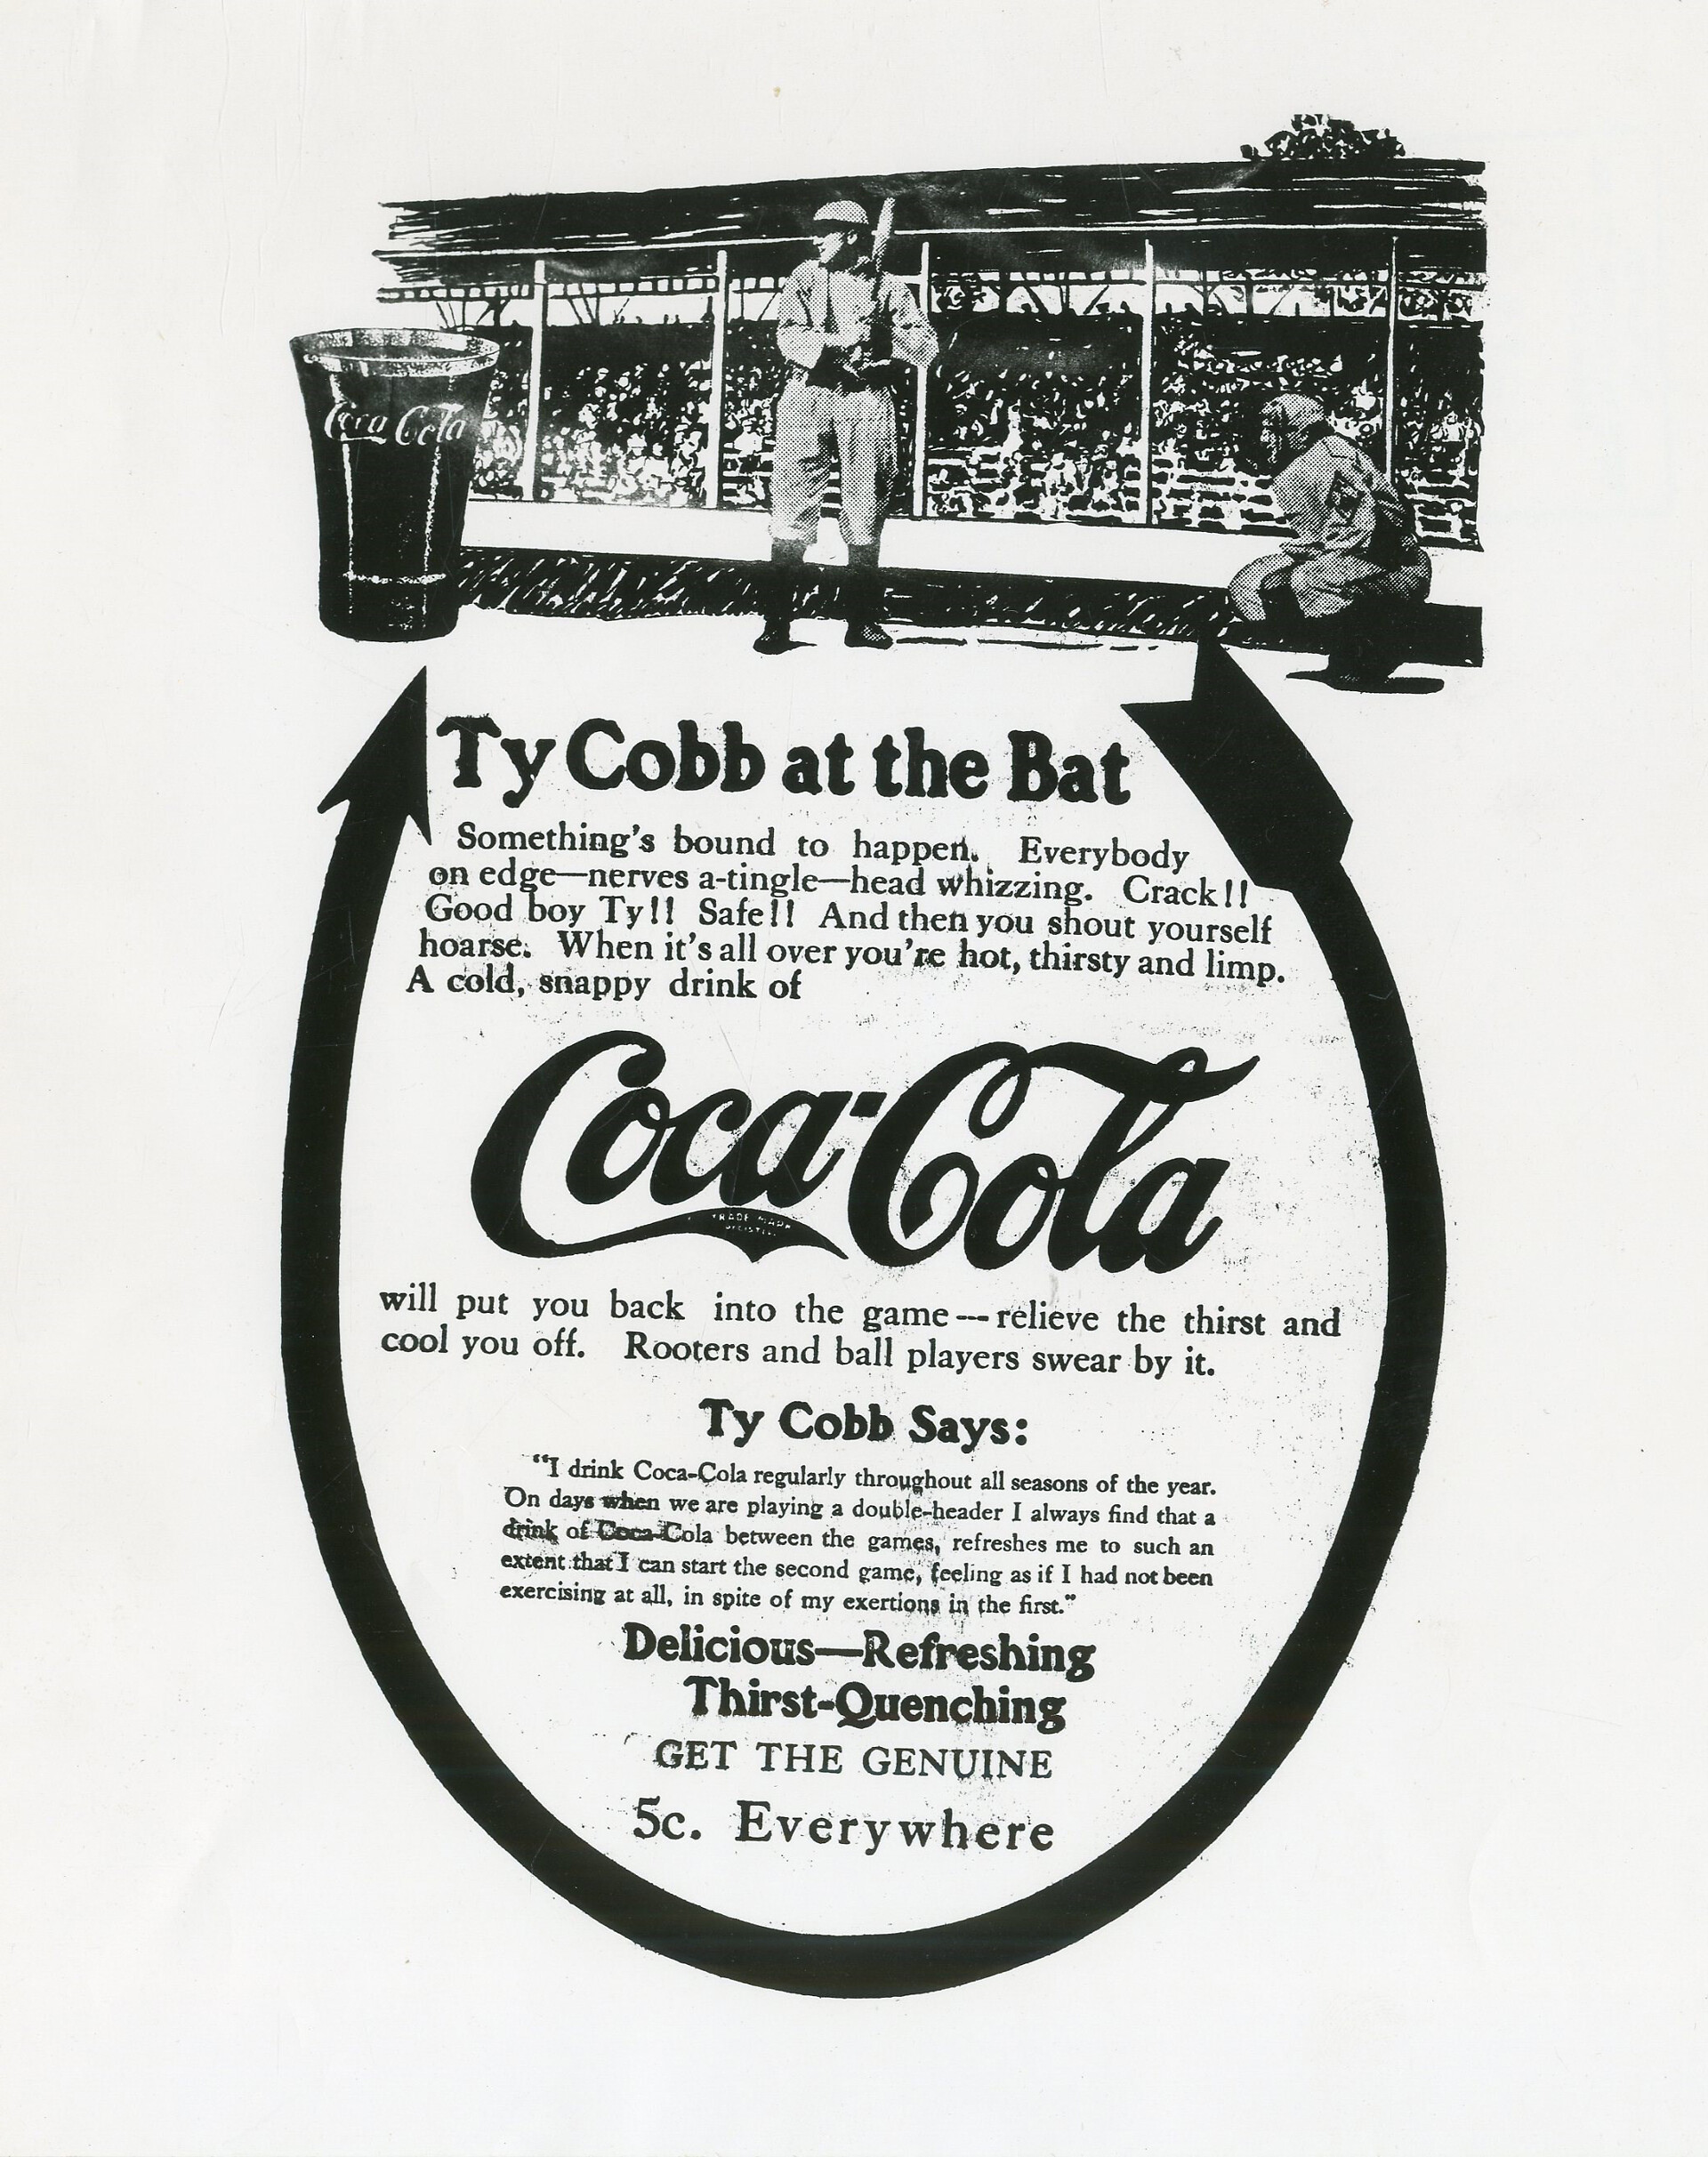 Coca Cola
Ty Cobb at the Bat
Something's bound to happen. Everybody
on edge—nerves a-tingle—head whizzing. Crack!!
Good boy Ty!! Safe!! And then you shout yourself
hoarse. When it's all over you're hot, thirsty and limp.
A cold, snappy drink of
Coca-Cola
TRADE MARK
will put you back into the game --- relieve the thirst and
cool you off. Rooters and ball players swear by it.
Ty Cobb Says:
“I drink Coca-Cola regularly throughout all seasons of the year.
On days when we are playing a double-header I always find that a
drink of Coca-Cola between the games, refreshes me to such an
extent that I can start the second game, feeling as if I had not been
exercising at all, in spite of my exertions in the first.”
Delicious—Refreshing
Thirst-Quenching
GET THE GENUINE
5c. Everywhere